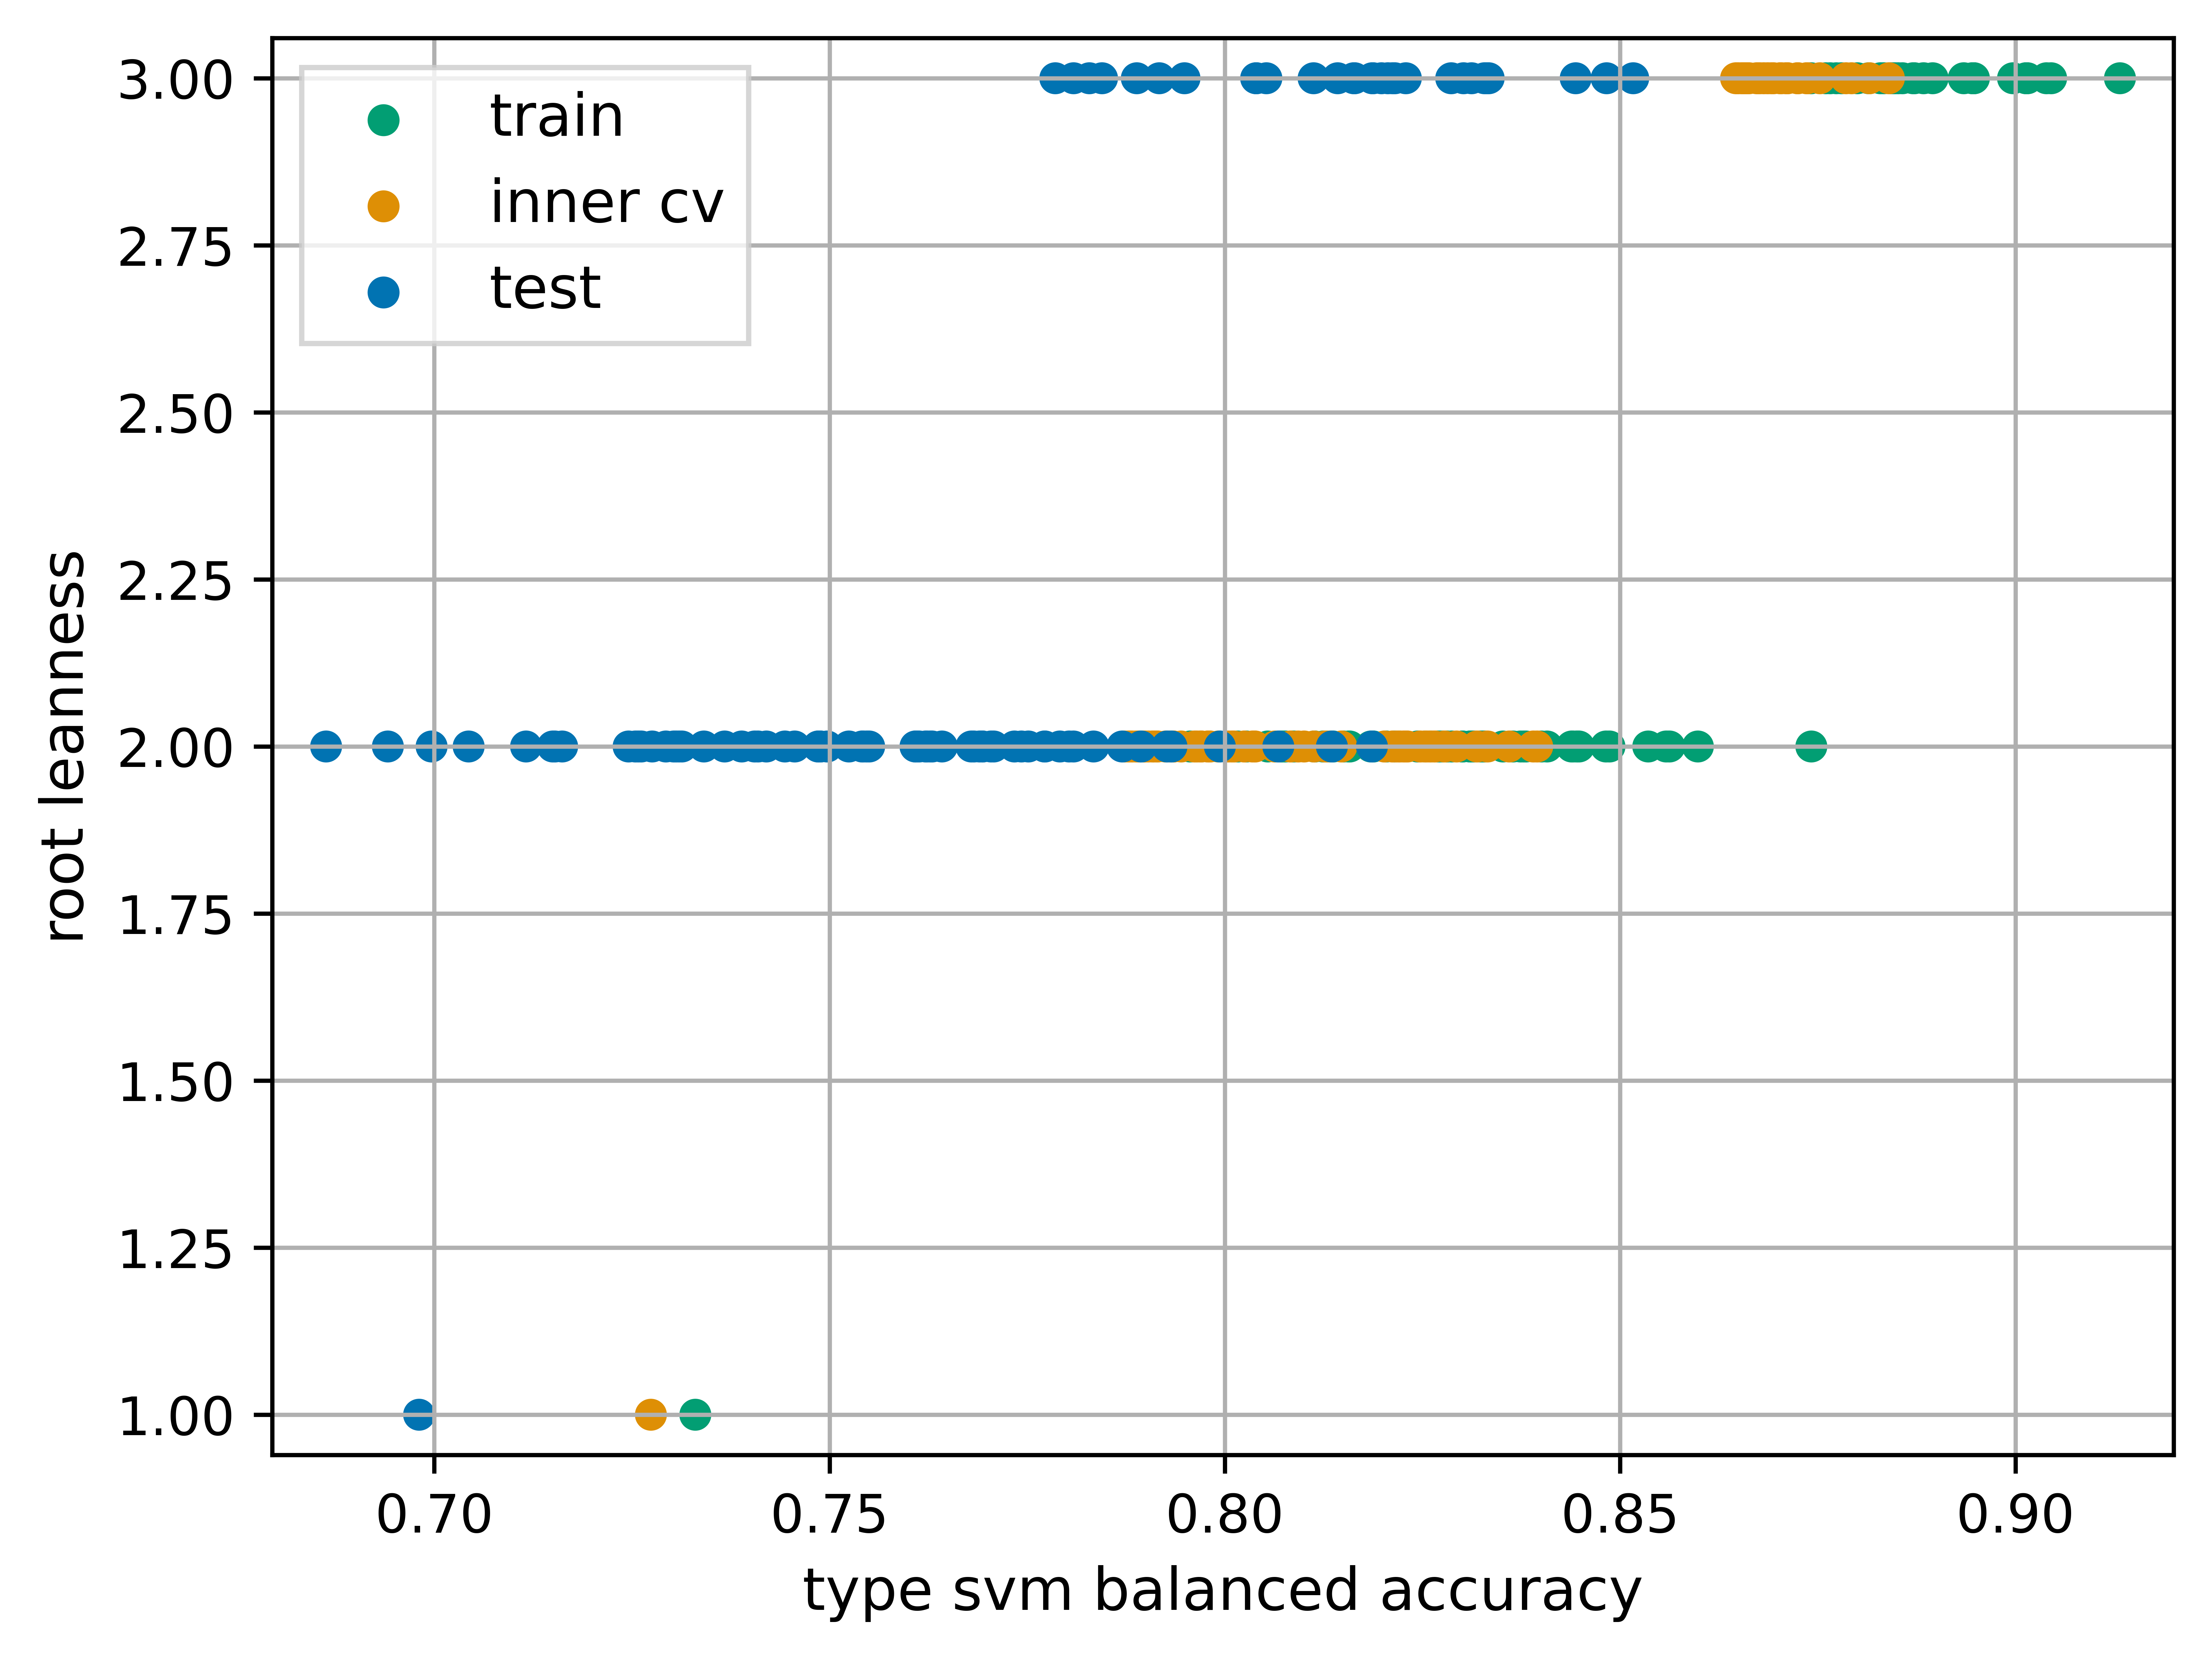 train
inner cv
test
3.00
2.75
2.50
2.25
2.00
1.75
1.50
1.25
1.00
root leanness
0.70 0.75 0.80 0.85 0.90
type svm balanced accuracy